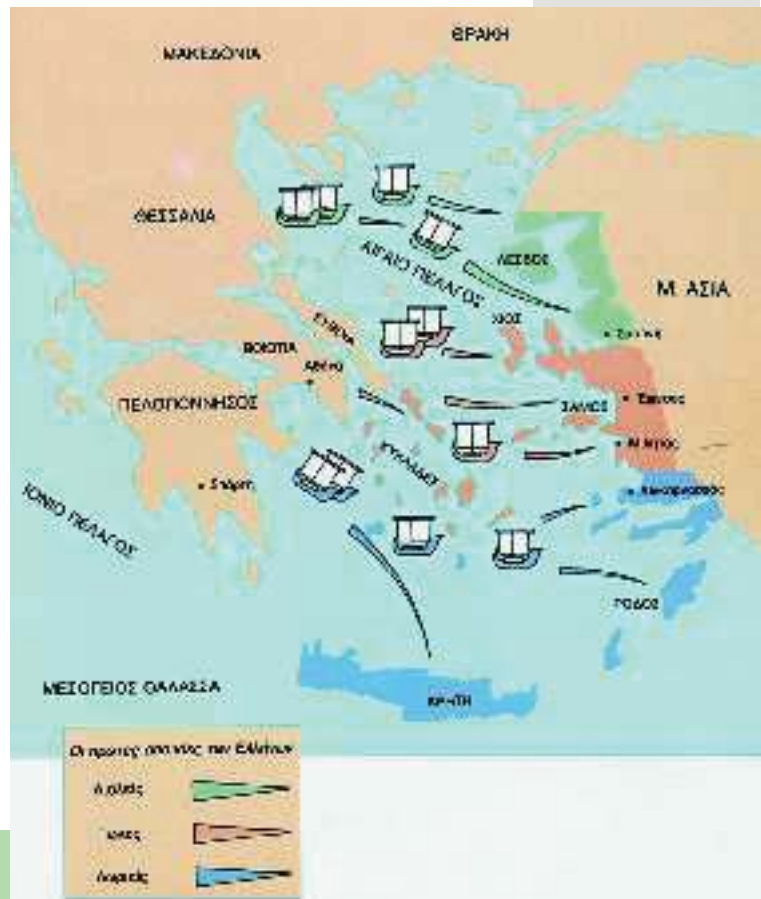 ΘΡΑΚΗ
ΜΑΚΕΔΟΝΙΑ
ΘΕΣΣΑΛΙΑ
ΑΙΓΑΙΟ ΠΕΛΑΓΟΣ
ΛΕΣΒΟΣ
Μ. ΑΣΙΑ
ΧΙΟΣ
Σμύρνη
ΕΥΒΟΙΑ
ΒΟΙΩΤΙΑ
Αθήνα
ΠΕΛΟΠΟΝΝΗΣΟΣ
ΣΑΜΟΣ
Έφεσος
Μίλητος
ΚΥΚΛΑΔΕΣ
Σπάρτη
Αλικαρνασσός
ΙΟΝΙΟ ΠΕΛΑΓΟΣ
ΡΟΔΟΣ
ΜΕΣΟΓΕΙΟΣ ΘΑΛΑΣΣΑ
ΚΡΗΤΗ
Οι πρώτες αποικίες των Ελλήνων
Αιολείς
Ίωνες
Δωριείς